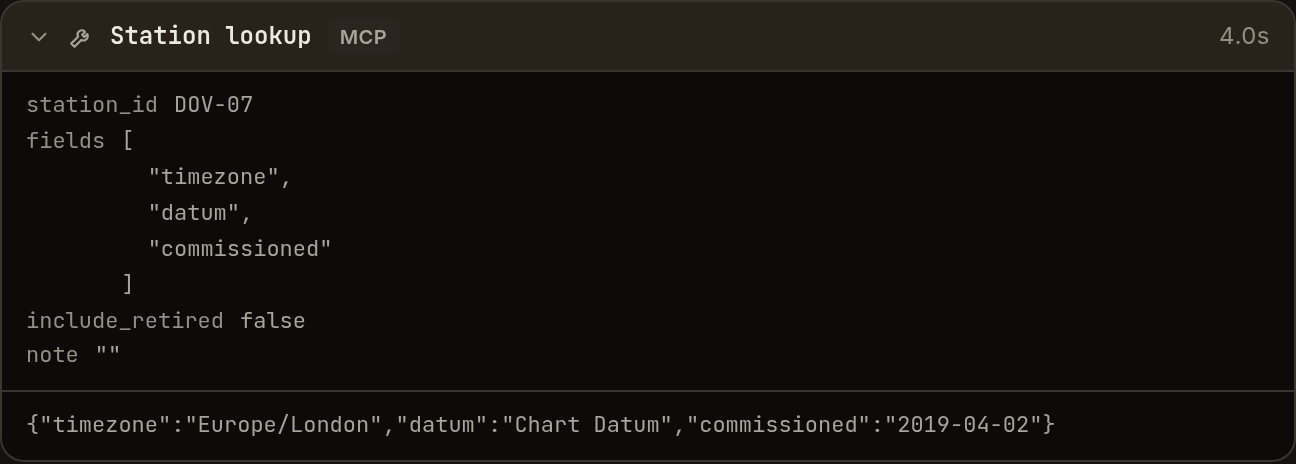 Station lookup MCP 4.0s
station_id DOV-07
fields [
"timezone",
"datum",
"commissioned"
]
include_retired false
note ""
{"timezone":"Europe/London","datum":"Chart Datum","commissioned":"2019-04-02"}